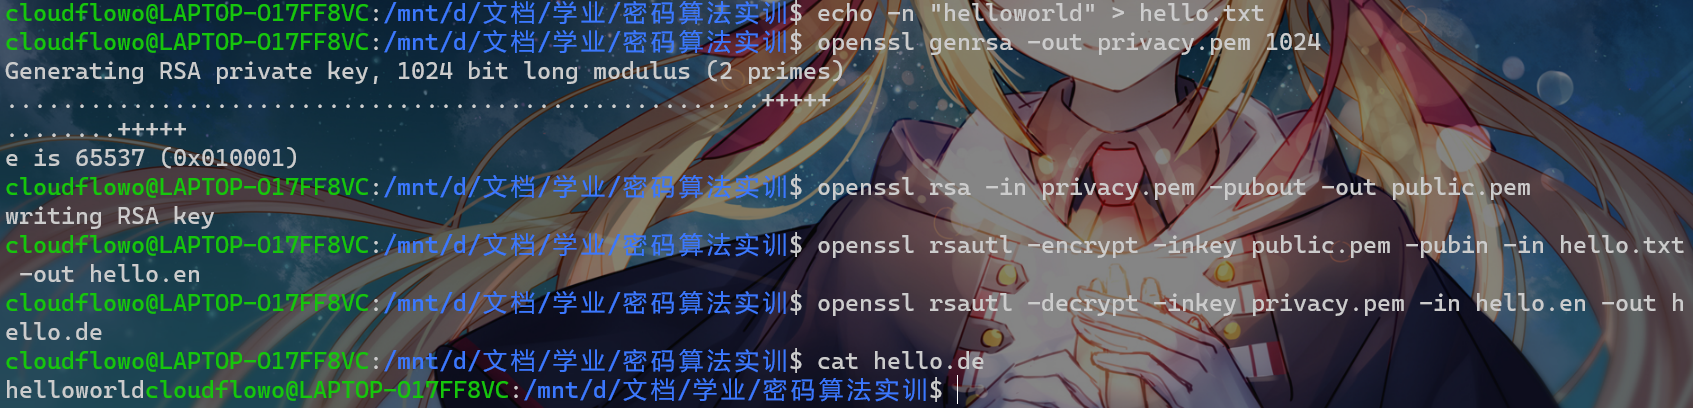 cloudflowo@LAPTOP-O17FF8VC:/mnt/d/文档/学业/密码算法实训$ echo -n "helloworld" > hello.txt
cloudflowo@LAPTOP-O17FF8VC:/mnt/d/文档/学业/密码算法实训$ openssl genrsa -out privacy.pem 1024
Generating RSA private key, 1024 bit long modulus (2 primes)
......................................................+++++
........+++++
e is 65537 (0x010001)
cloudflowo@LAPTOP-O17FF8VC:/mnt/d/文档/学业/密码算法实训$ openssl rsa -in privacy.pem -pubout -out public.pem
writing RSA key
cloudflowo@LAPTOP-O17FF8VC:/mnt/d/文档/学业/密码算法实训$ openssl rsautl -encrypt -inkey public.pem -pubin -in hello.txt
 -out hello.en
cloudflowo@LAPTOP-O17FF8VC:/mnt/d/文档/学业/密码算法实训$ openssl rsautl -decrypt -inkey privacy.pem -in hello.en -out h
ello.de
cloudflowo@LAPTOP-O17FF8VC:/mnt/d/文档/学业/密码算法实训$ cat hello.de
helloworldcloudflowo@LAPTOP-O17FF8VC:/mnt/d/文档/学业/密码算法实训$